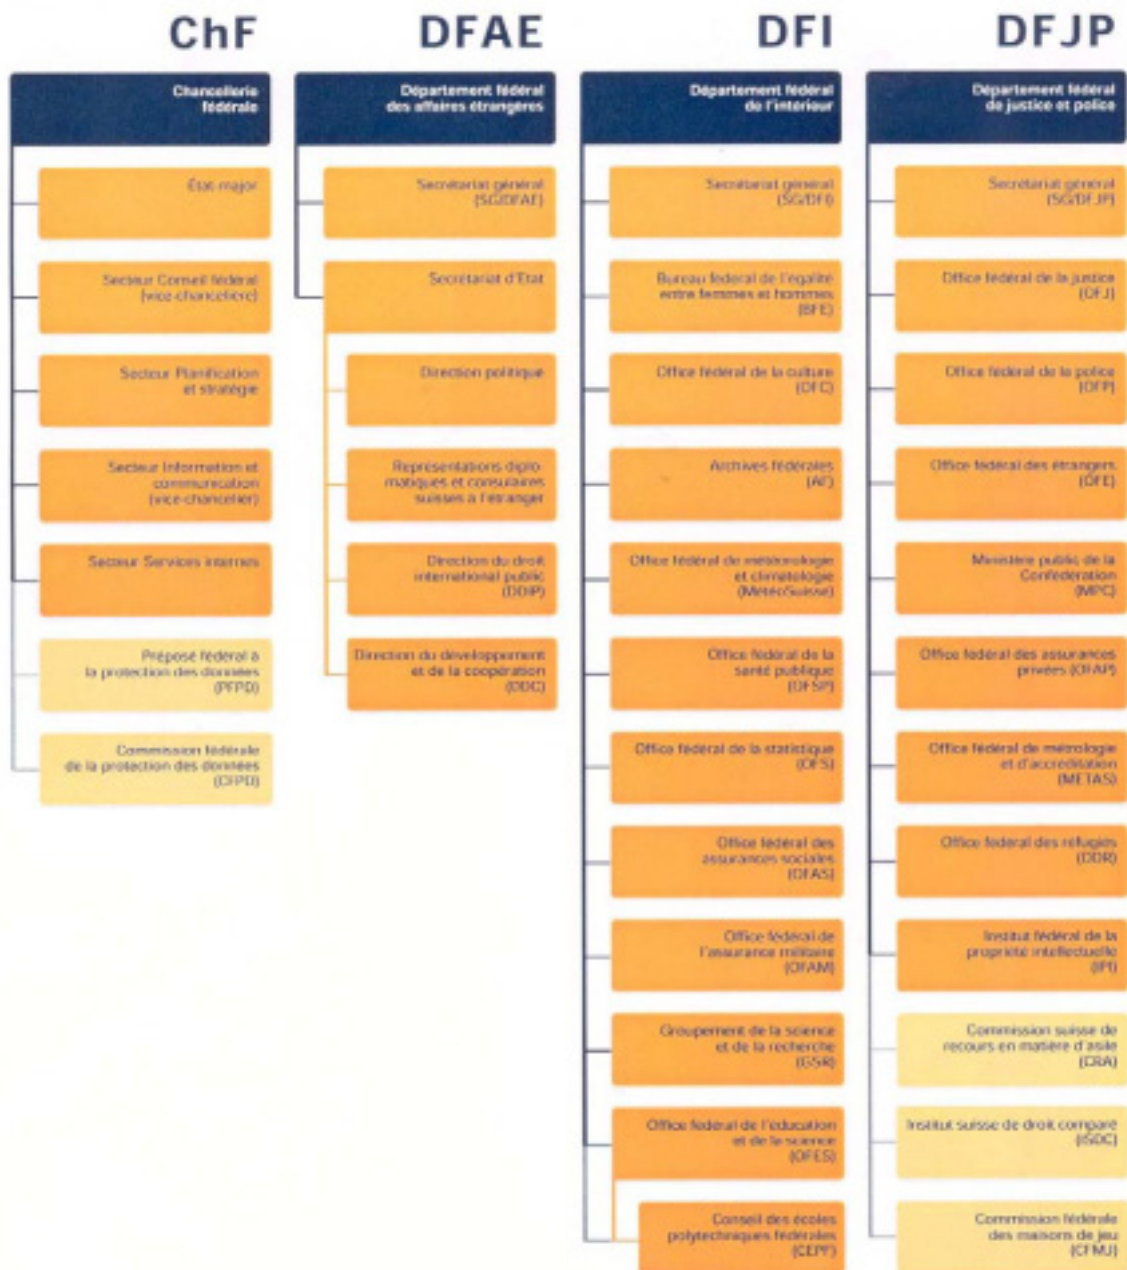 ChF
Chancellerie
fédérale
État-major
Secteur Conseil fédéral
(vice-chancelière)
Secteur Planification
et stratégie
Secteur Information et
communication
(vice-chancelier)
Secteur Services internes
Préposé fédéral à
la protection des données
(PFPD)
Commission fédérale
de la protection des données
(CFPD)
DFAE
Département fédéral
des affaires étrangères
Secrétariat général
(SG/DFAE)
Secrétariat d'Etat
Direction politique
Représentations diplo-
matiques et consulaires
suisses à l'étranger
Direction du droit
international public
(DDIP)
Direction du développement
et de la coopération
(DDC)
DFI
Département fédéral
de l'intérieur
Secrétariat général
(SG/DFI)
Bureau fédéral de l'égalité
entre femmes et hommes
(BFE)
Office fédéral de la culture
(OFC)
Archives fédérales
(AF)
Office fédéral de météorologie
et climatologie
(MétéoSuisse)
Office fédéral de la
santé publique
(OFSP)
Office fédéral de la statistique
(OFS)
Office fédéral des
assurances sociales
(OFAS)
Office fédéral de
l'assurance militaire
(OFAM)
Groupement de la science
et de la recherche
(GSR)
Office fédéral de l'éducation
et de la science
(OFES)
Conseil des écoles
polytechniques fédérales
(CEPF)
DFJP
Département fédéral
de justice et police
Secrétariat général
(SG/DFJP)
Office fédéral de la justice
(OFJ)
Office fédéral de la police
(OFP)
Office fédéral des étrangers
(OFE)
Ministère public de la
Confédération
(MPC)
Office fédéral des assurances
privées (OFAP)
Office fédéral de métrologie
et d'accréditation
(METAS)
Office fédéral des réfugiés
(ODR)
Institut fédéral de la
propriété intellectuelle
(IPI)
Commission suisse de
recours en matière d'asile
(CRA)
Institut suisse de droit comparé
(ISDC)
Commission fédérale
des maisons de jeu
(CFMJ)